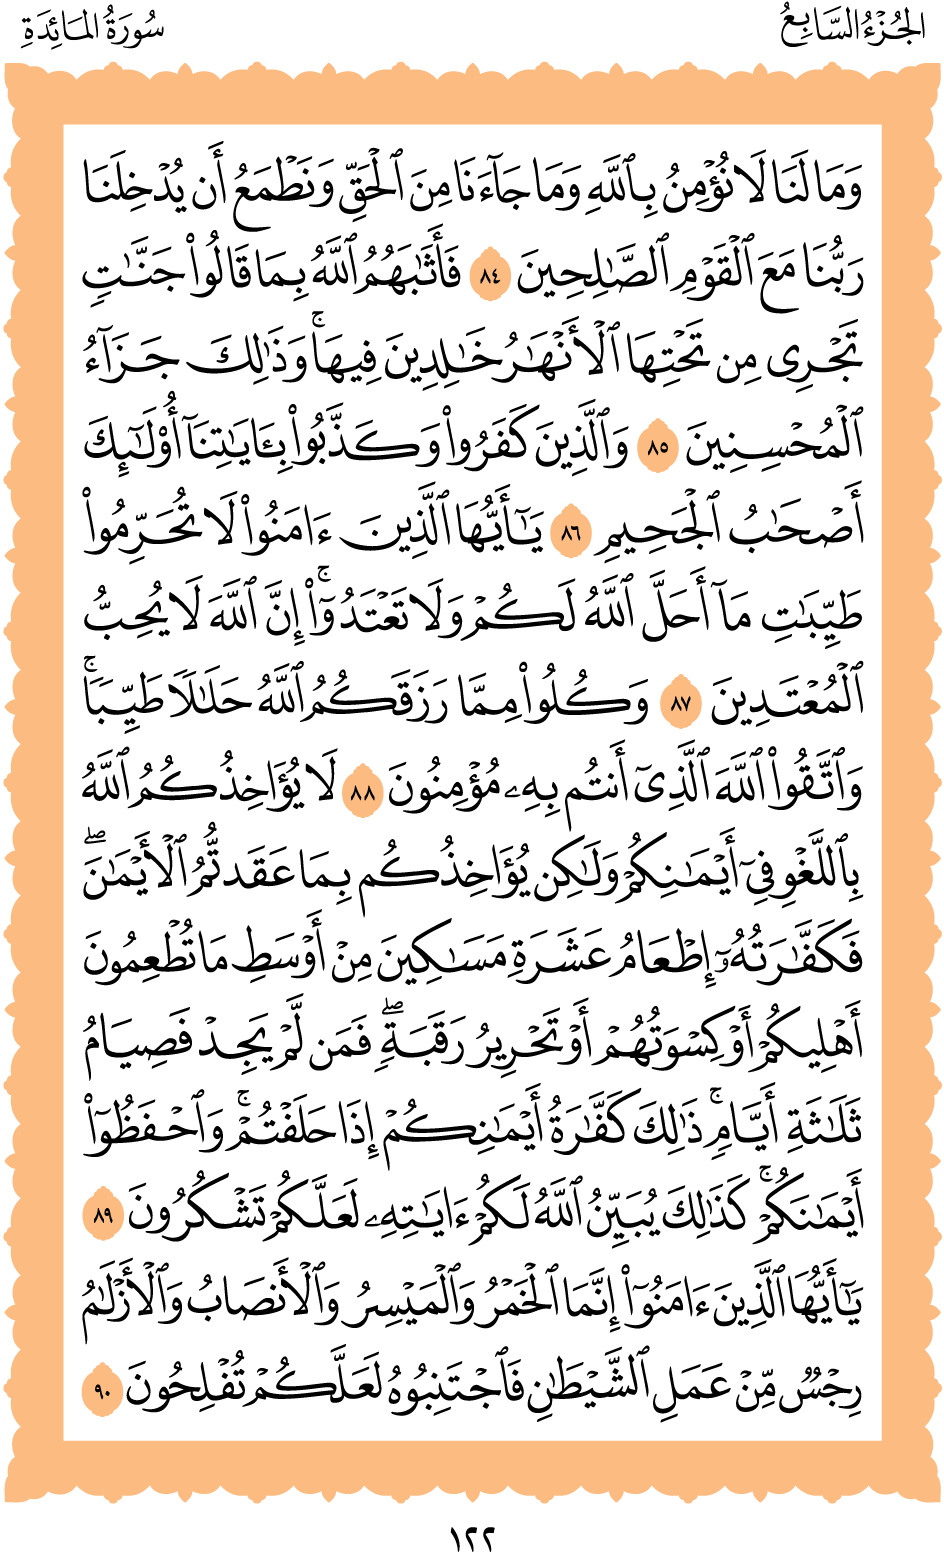 الجُزْءُ السَّابِعُ
سُورَةُ المَائِدَةِ
وَمَا لَنَا لَا نُؤْمِنُ بِٱللَّهِ وَمَا جَآءَنَا مِنَ ٱلْحَقِّ وَنَطْمَعُ أَن يُدْخِلَنَا
رَبُّنَا مَعَ ٱلْقَوْمِ ٱلصَّٰلِحِينَ ٨٤ فَأَثَٰبَهُمُ ٱللَّهُ بِمَا قَالُوا۟ جَنَّٰتٍ
تَجْرِى مِن تَحْتِهَا ٱلْأَنْهَٰرُ خَٰلِدِينَ فِيهَا ۚ وَذَٰلِكَ جَزَآءُ
ٱلْمُحْسِنِينَ ٨٥ وَٱلَّذِينَ كَفَرُوا۟ وَكَذَّبُوا۟ بِـَٔايَٰتِنَآ أُو۟لَٰٓئِكَ
أَصْحَٰبُ ٱلْجَحِيمِ ٨٦ يَٰٓأَيُّهَا ٱلَّذِينَ ءَامَنُوا۟ لَا تُحَرِّمُوا۟
طَيِّبَٰتِ مَآ أَحَلَّ ٱللَّهُ لَكُمْ وَلَا تَعْتَدُوٓا۟ ۚ إِنَّ ٱللَّهَ لَا يُحِبُّ
ٱلْمُعْتَدِينَ ٨٧ وَكُلُوا۟ مِمَّا رَزَقَكُمُ ٱللَّهُ حَلَٰلًا طَيِّبًا ۚ
وَٱتَّقُوا۟ ٱللَّهَ ٱلَّذِىٓ أَنتُم بِهِۦ مُؤْمِنُونَ ٨٨ لَا يُؤَاخِذُكُمُ ٱللَّهُ
بِٱللَّغْوِ فِىٓ أَيْمَٰنِكُمْ وَلَٰكِن يُؤَاخِذُكُم بِمَا عَقَدتُّمُ ٱلْأَيْمَٰنَ ۖ
فَكَفَّٰرَتُهُۥٓ إِطْعَامُ عَشَرَةِ مَسَٰكِينَ مِنْ أَوْسَطِ مَا تُطْعِمُونَ
أَهْلِيكُمْ أَوْ كِسْوَتُهُمْ أَوْ تَحْرِيرُ رَقَبَةٍ ۖ فَمَن لَّمْ يَجِدْ فَصِيَامُ
ثَلَٰثَةِ أَيَّامٍ ۚ ذَٰلِكَ كَفَّٰرَةُ أَيْمَٰنِكُمْ إِذَا حَلَفْتُمْ ۚ وَٱحْفَظُوٓا۟
أَيْمَٰنَكُمْ ۚ كَذَٰلِكَ يُبَيِّنُ ٱللَّهُ لَكُمْ ءَايَٰتِهِۦ لَعَلَّكُمْ تَشْكُرُونَ ٨٩
يَٰٓأَيُّهَا ٱلَّذِينَ ءَامَنُوٓا۟ إِنَّمَا ٱلْخَمْرُ وَٱلْمَيْسِرُ وَٱلْأَنصَابُ وَٱلْأَزْلَٰمُ
رِجْسٌ مِّنْ عَمَلِ ٱلشَّيْطَٰنِ فَٱجْتَنِبُوهُ لَعَلَّكُمْ تُفْلِحُونَ ٩٠
١٢٢